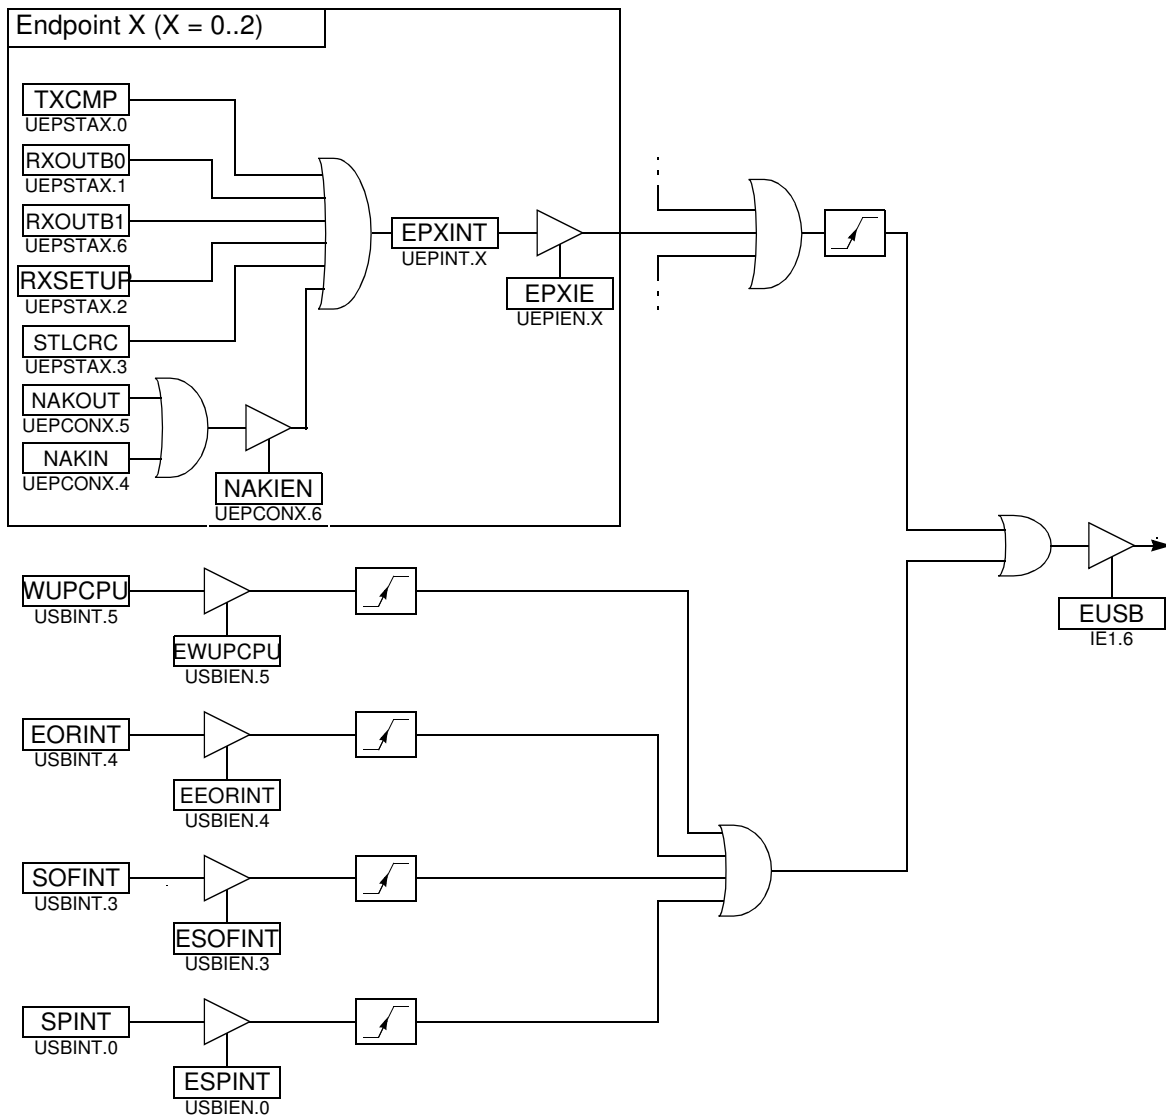 Endpoint X (X = 0..2)
TXCMP
UEPSTAX.0
RXOUTB0
UEPSTAX.1
RXOUTB1
UEPSTAX.6
RXSETUP
UEPSTAX.2
STLCRC
UEPSTAX.3
NAKOUT
UEPCONX.5
NAKIN
UEPCONX.4
NAKIEN
UEPCONX.6
EPXINT
UEPINT.X
EPXIE
UEPIEN.X
WUPCPU
USBINT.5
EWUPCPU
USBIEN.5
EORINT
USBINT.4
EEORINT
USBIEN.4
SOFINT
USBINT.3
ESOFINT
USBIEN.3
SPINT
USBINT.0
ESPINT
USBIEN.0
EUSB
IE1.6